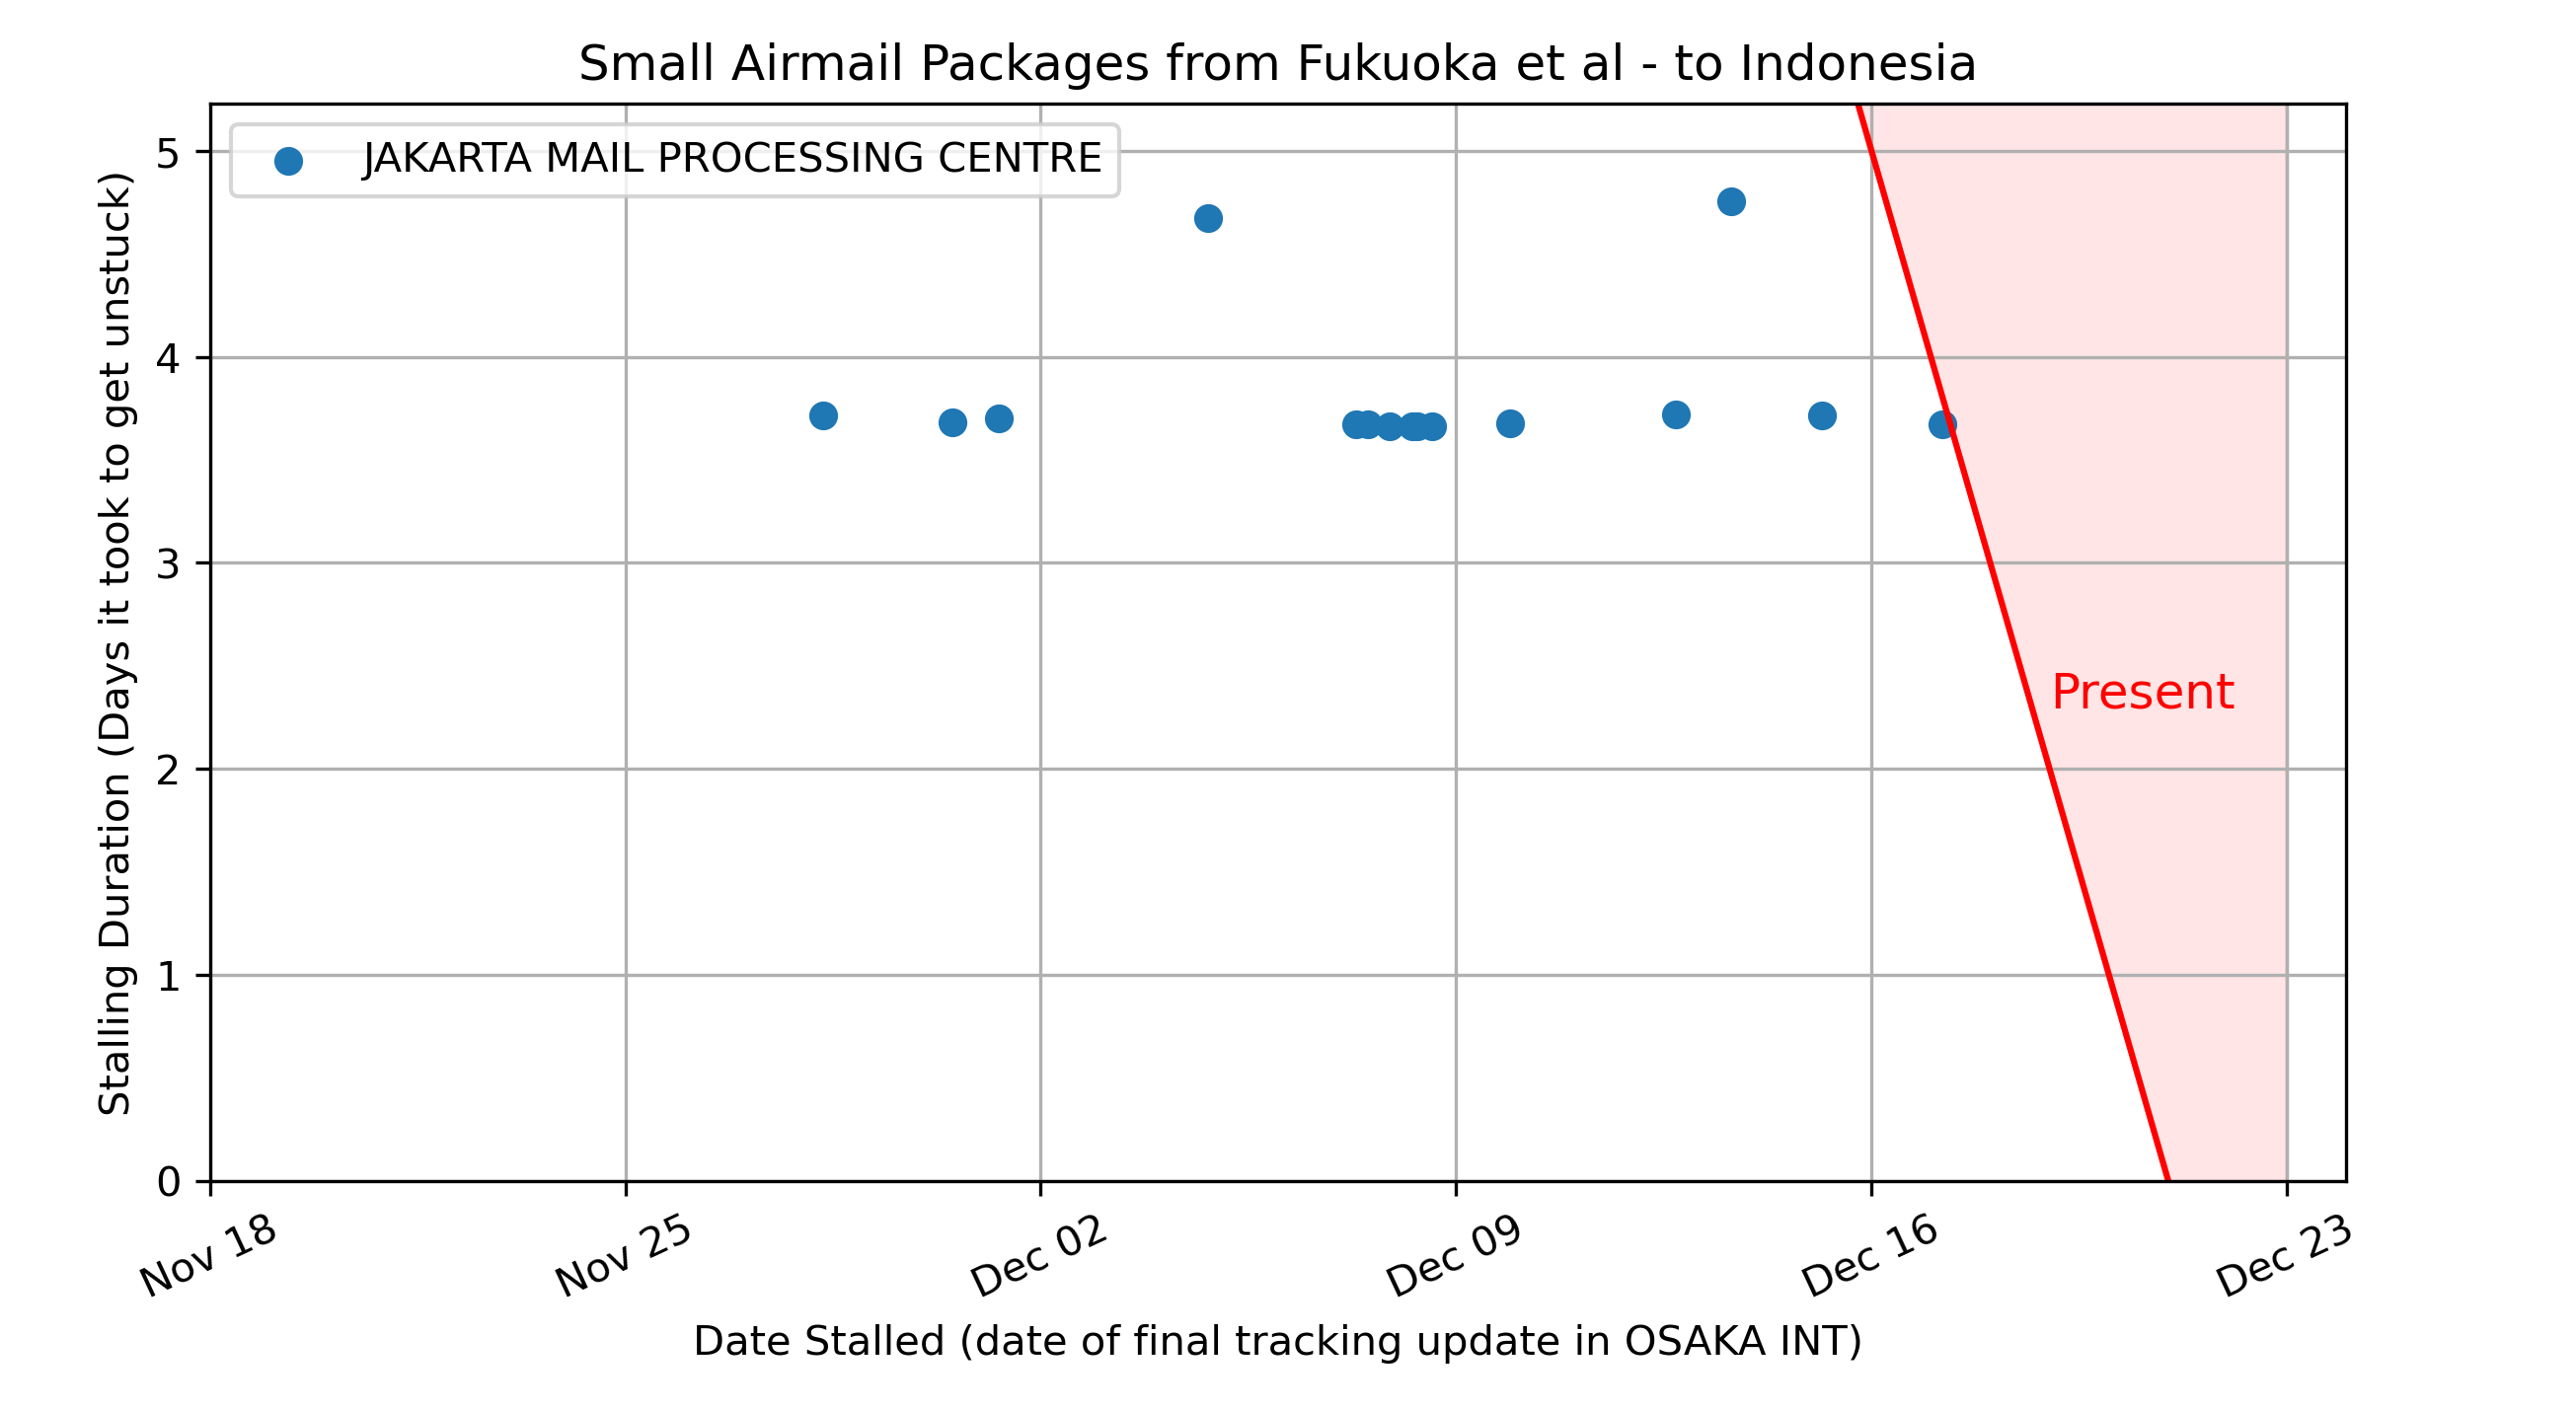 Small Airmail Packages from Fukuoka et al - to Indonesia
JAKARTA MAIL PROCESSING CENTRE
Stalling Duration (Days it took to get unstuck)
5
4
3
2
1
0
Present
Nov 18
Nov 25
Dec 02
Dec 09
Dec 16
Dec 23
Date Stalled (date of final tracking update in OSAKA INT)